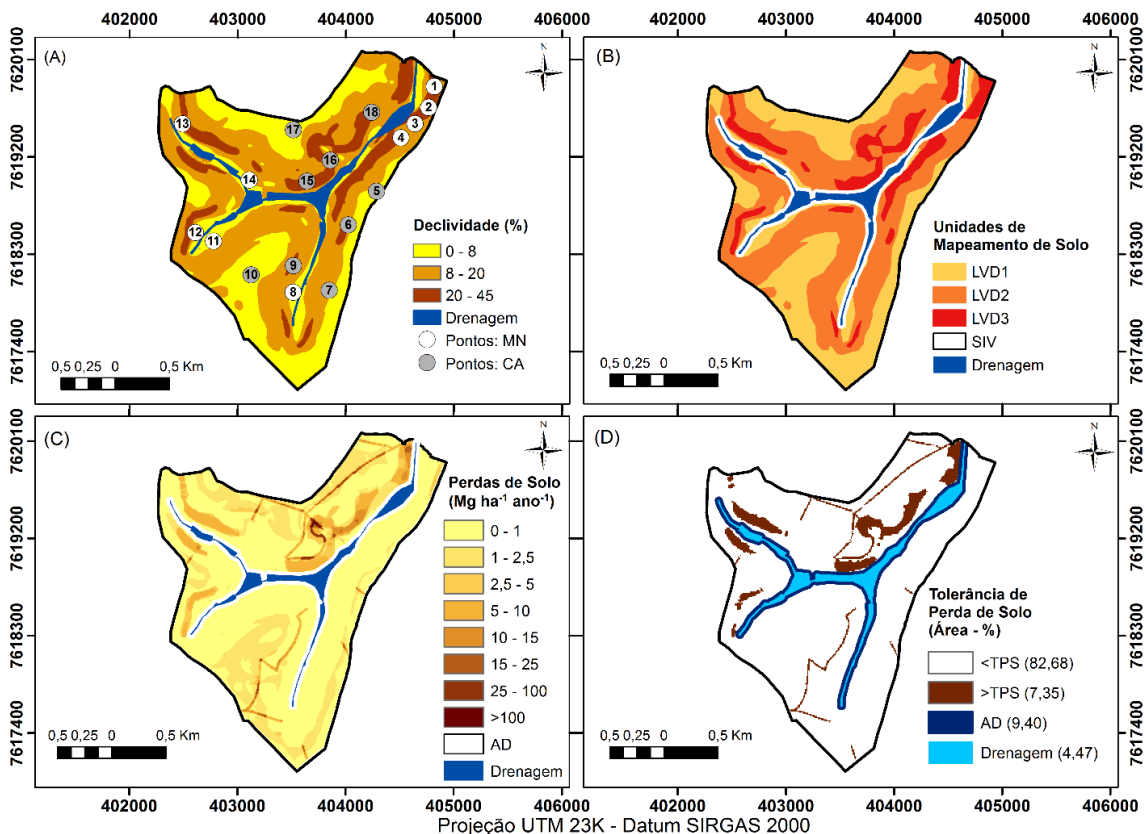 402000 403000 404000 405000 406000
402000 403000 404000 405000 406000
7620100
7619200
7618300
7617400
(A)
N
1
2
3
4
5
6
7
8
9
10
11
12
13
14
15
16
17
18
Declividade (%)
0 - 8
8 - 20
20 - 45
Drenagem
Pontos: MN
Pontos: CA
0,5 0,25 0 0,5 Km
(B)
N
Unidades de
Mapeamento de Solo
LVD1
LVD2
LVD3
SIV
Drenagem
0,5 0,25 0 0,5 Km
7620100
7619200
7618300
7617400
(C)
N
Perdas de Solo
(Mg ha⁻¹ ano⁻¹)
0 - 1
1 - 2,5
2,5 - 5
5 - 10
10 - 15
15 - 25
25 - 100
>100
AD
Drenagem
0,5 0,25 0 0,5 Km
7620100
7619200
7618300
7617400
(D)
N
Tolerância de
Perda de Solo
(Área - %)
<TPS (82,68)
>TPS (7,35)
AD (9,40)
Drenagem (4,47)
0,5 0,25 0 0,5 Km
7620100
7619200
7618300
7617400
402000 403000 404000 405000 406000
402000 403000 404000 405000 406000
Projeção UTM 23K - Datum SIRGAS 2000